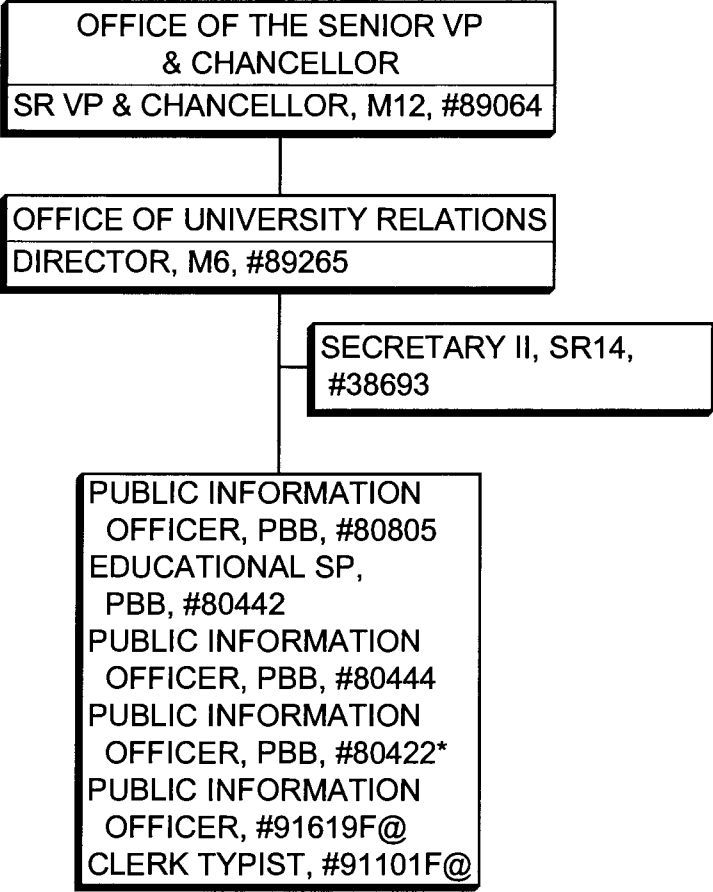 OFFICE OF THE SENIOR VP
& CHANCELLOR
SR VP & CHANCELLOR, M12, #89064
OFFICE OF UNIVERSITY RELATIONS
DIRECTOR, M6, #89265
SECRETARY II, SR14,
#38693
PUBLIC INFORMATION
OFFICER, PBB, #80805
EDUCATIONAL SP,
PBB, #80442
PUBLIC INFORMATION
OFFICER, PBB, #80444
PUBLIC INFORMATION
OFFICER, PBB, #80422*
PUBLIC INFORMATION
OFFICER, #91619F@
CLERK TYPIST, #91101F@